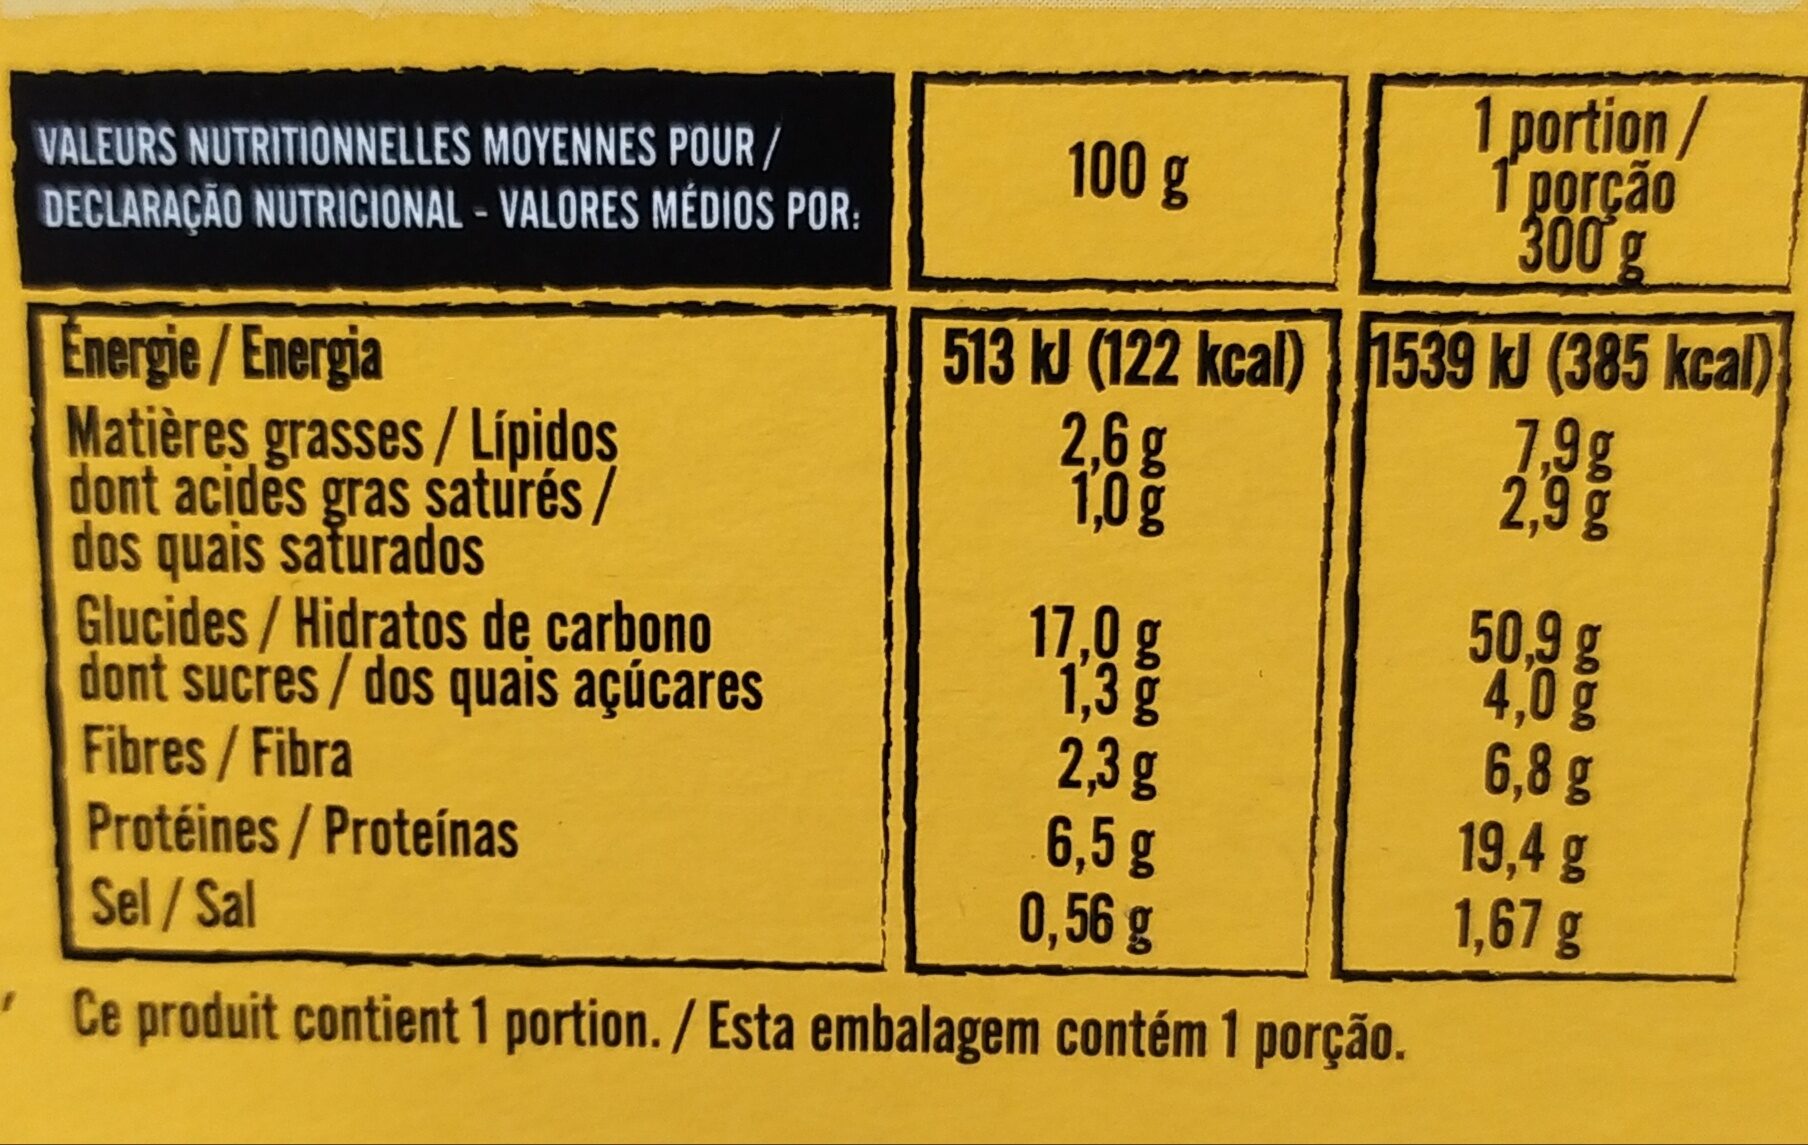 VALEURS NUTRITIONNELLES MOYENNES POUR /
DECLARAÇÃO NUTRICIONAL - VALORES MÉDIOS POR:
100 g
1 portion /
1 porção
300 g
Énergie / Energia 513 kJ (122 kcal) 1539 kJ (385 kcal)
Matières grasses / Lípidos 2,6 g 7,9 g
dont acides gras saturés / 1,0 g 2,9 g
dos quais saturados
Glucides / Hidratos de carbono 17,0 g 50,9 g
dont sucres / dos quais açúcares 1,3 g 4,0 g
Fibres / Fibra 2,3 g 6,8 g
Protéines / Proteínas 6,5 g 19,4 g
Sel / Sal 0,56 g 1,67 g
Ce produit contient 1 portion. / Esta embalagem contém 1 porção.